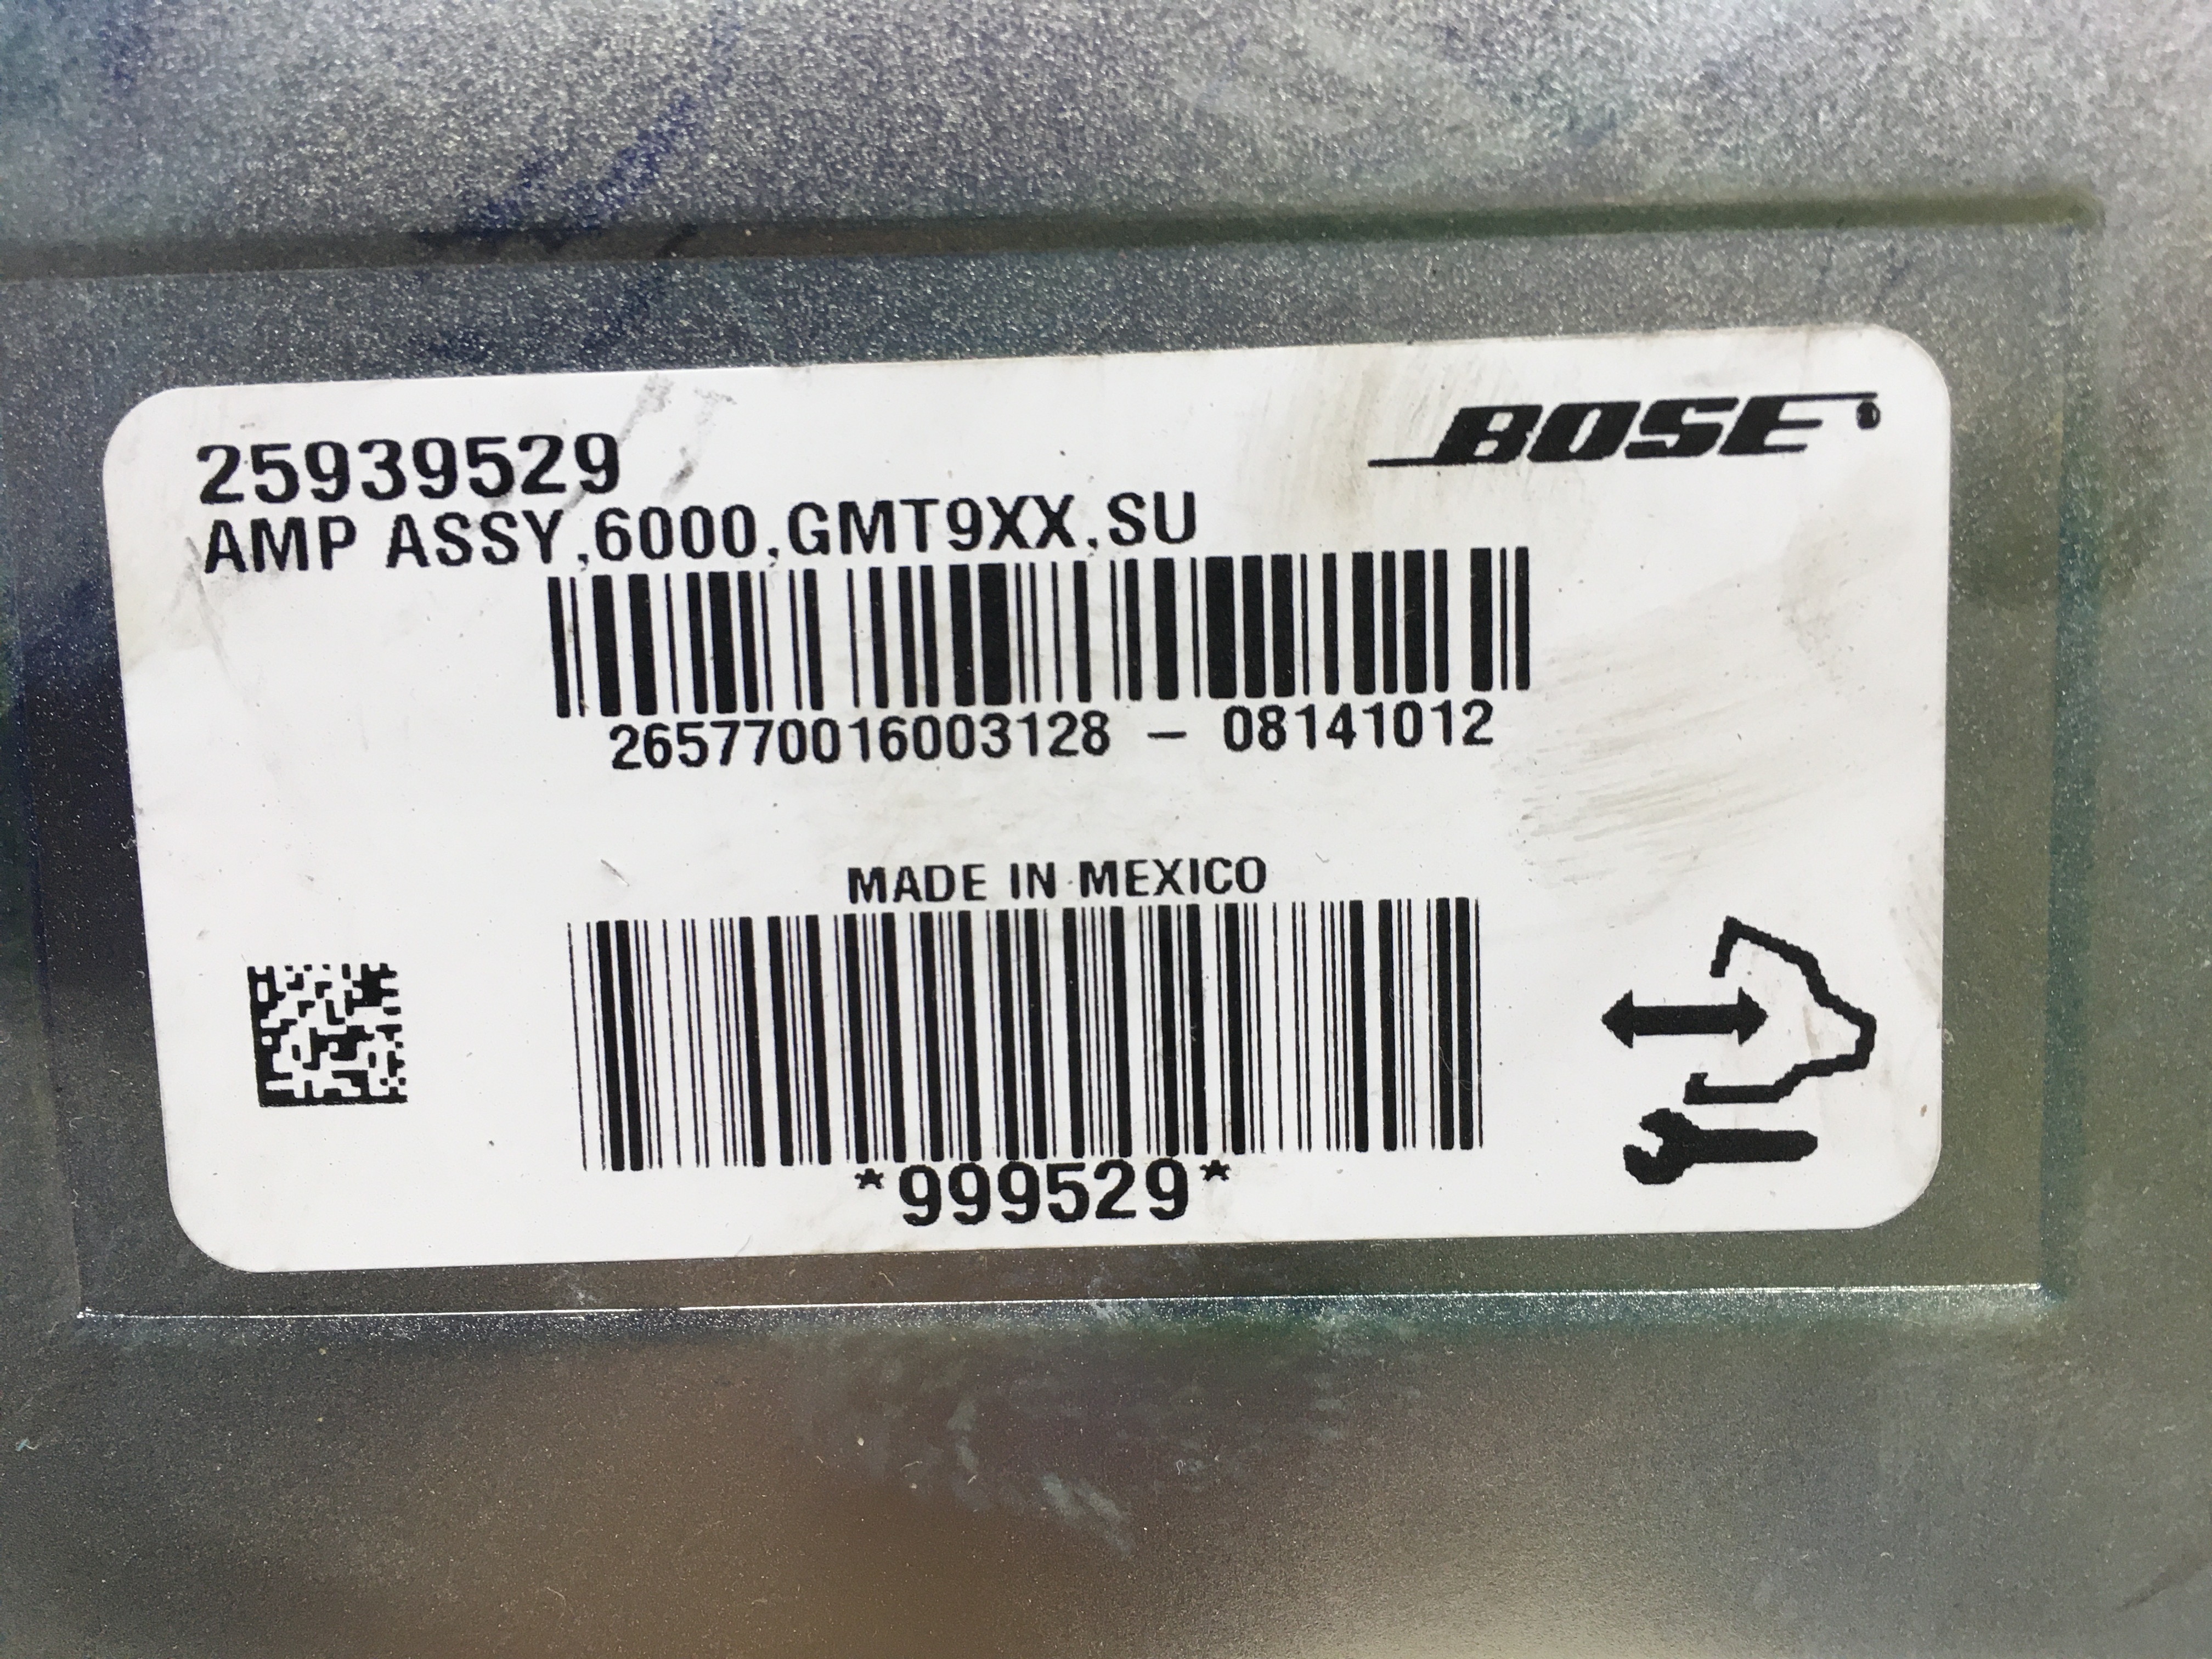 BOSE®
25939529
AMP ASSY,6000,GMT9XX,SU
265770016003128 - 08141012
MADE IN MEXICO
*999529*